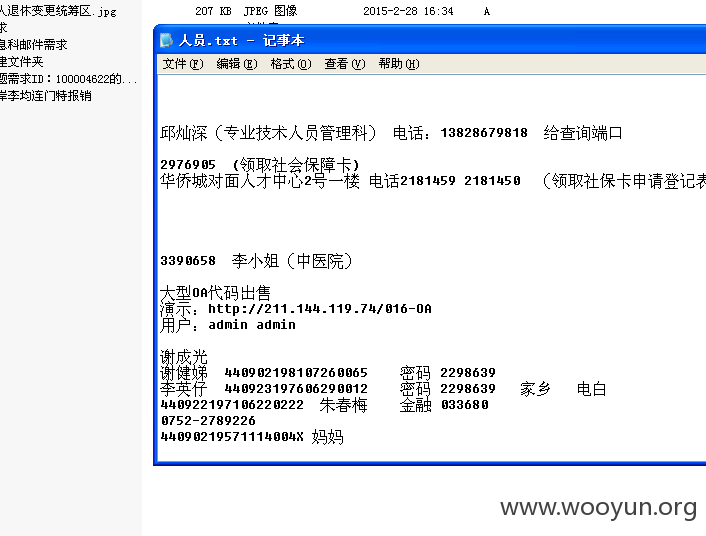 人退休变更统筹区.jpg 207 KB JPEG 图像 2015-2-28 16:34 A
求
息科邮件需求
建文件夹
题需求ID：100004622的...
岸李均连门特报销
人员.txt - 记事本
文件(F) 编辑(E) 格式(O) 查看(V) 帮助(H)
邱灿深（专业技术人员管理科） 电话：13828679818 给查询端口
2976905 (领取社会保障卡)
华侨城对面人才中心2号一楼 电话2181459 2181450 （领取社保卡申请登记表
3390658 李小姐（中医院）
大型OA代码出售
演示：http://211.144.119.74/016-OA
用户：admin admin
谢成光
谢健娣 440902198107260065 密码 2298639
李英仔 440923197606290012 密码 2298639 家乡 电白
440922197106220222 朱春梅 金融 033680
0752-2789226
44090219571114004X 妈妈
www.wooyun.org